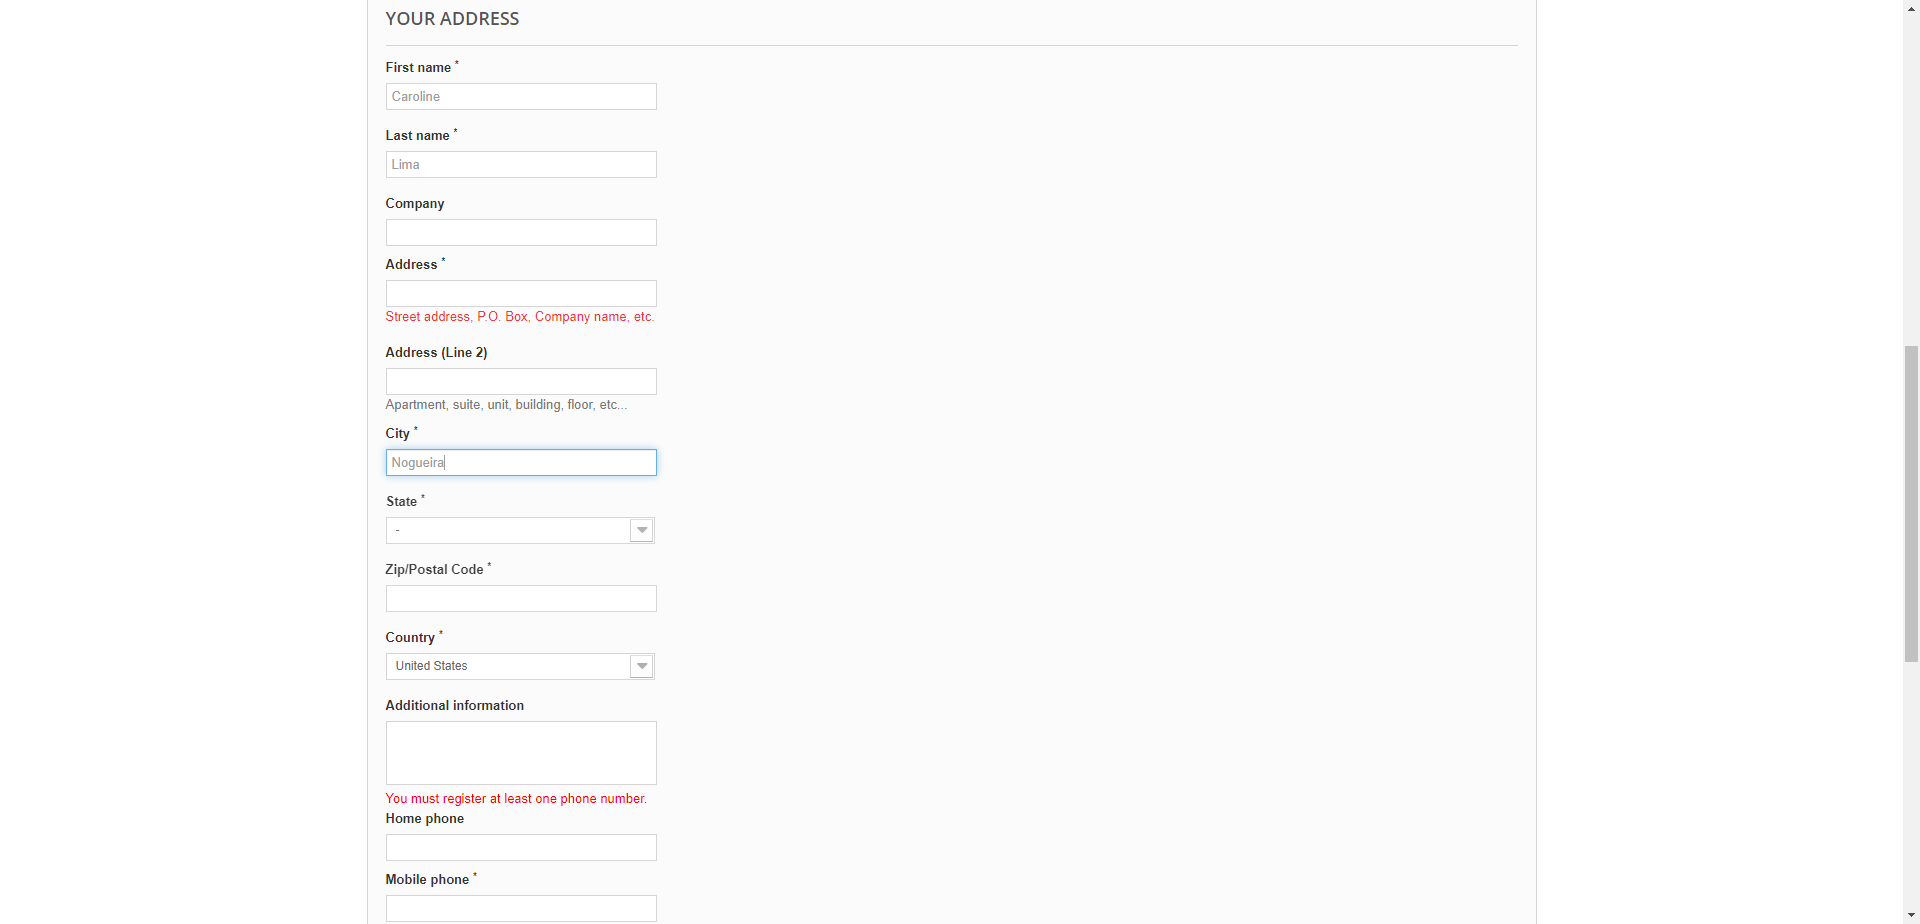 YOUR ADDRESS
First name *
Caroline
Last name *
Lima
Company
Address *
Street address, P.O. Box, Company name, etc.
Address (Line 2)
Apartment, suite, unit, building, floor, etc...
City *
Nogueira
State *
-
Zip/Postal Code *
Country *
United States
Additional information
You must register at least one phone number.
Home phone
Mobile phone *